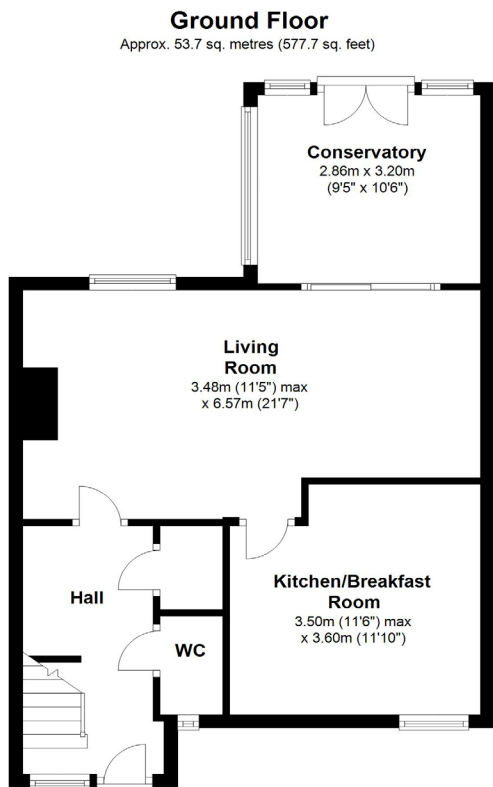 Ground Floor
Approx. 53.7 sq. metres (577.7 sq. feet)
Conservatory
2.86m x 3.20m
(9'5" x 10'6")
Living
Room
3.48m (11'5") max
x 6.57m (21'7")
Hall
Kitchen/Breakfast
Room
3.50m (11'6") max
x 3.60m (11'10")
WC